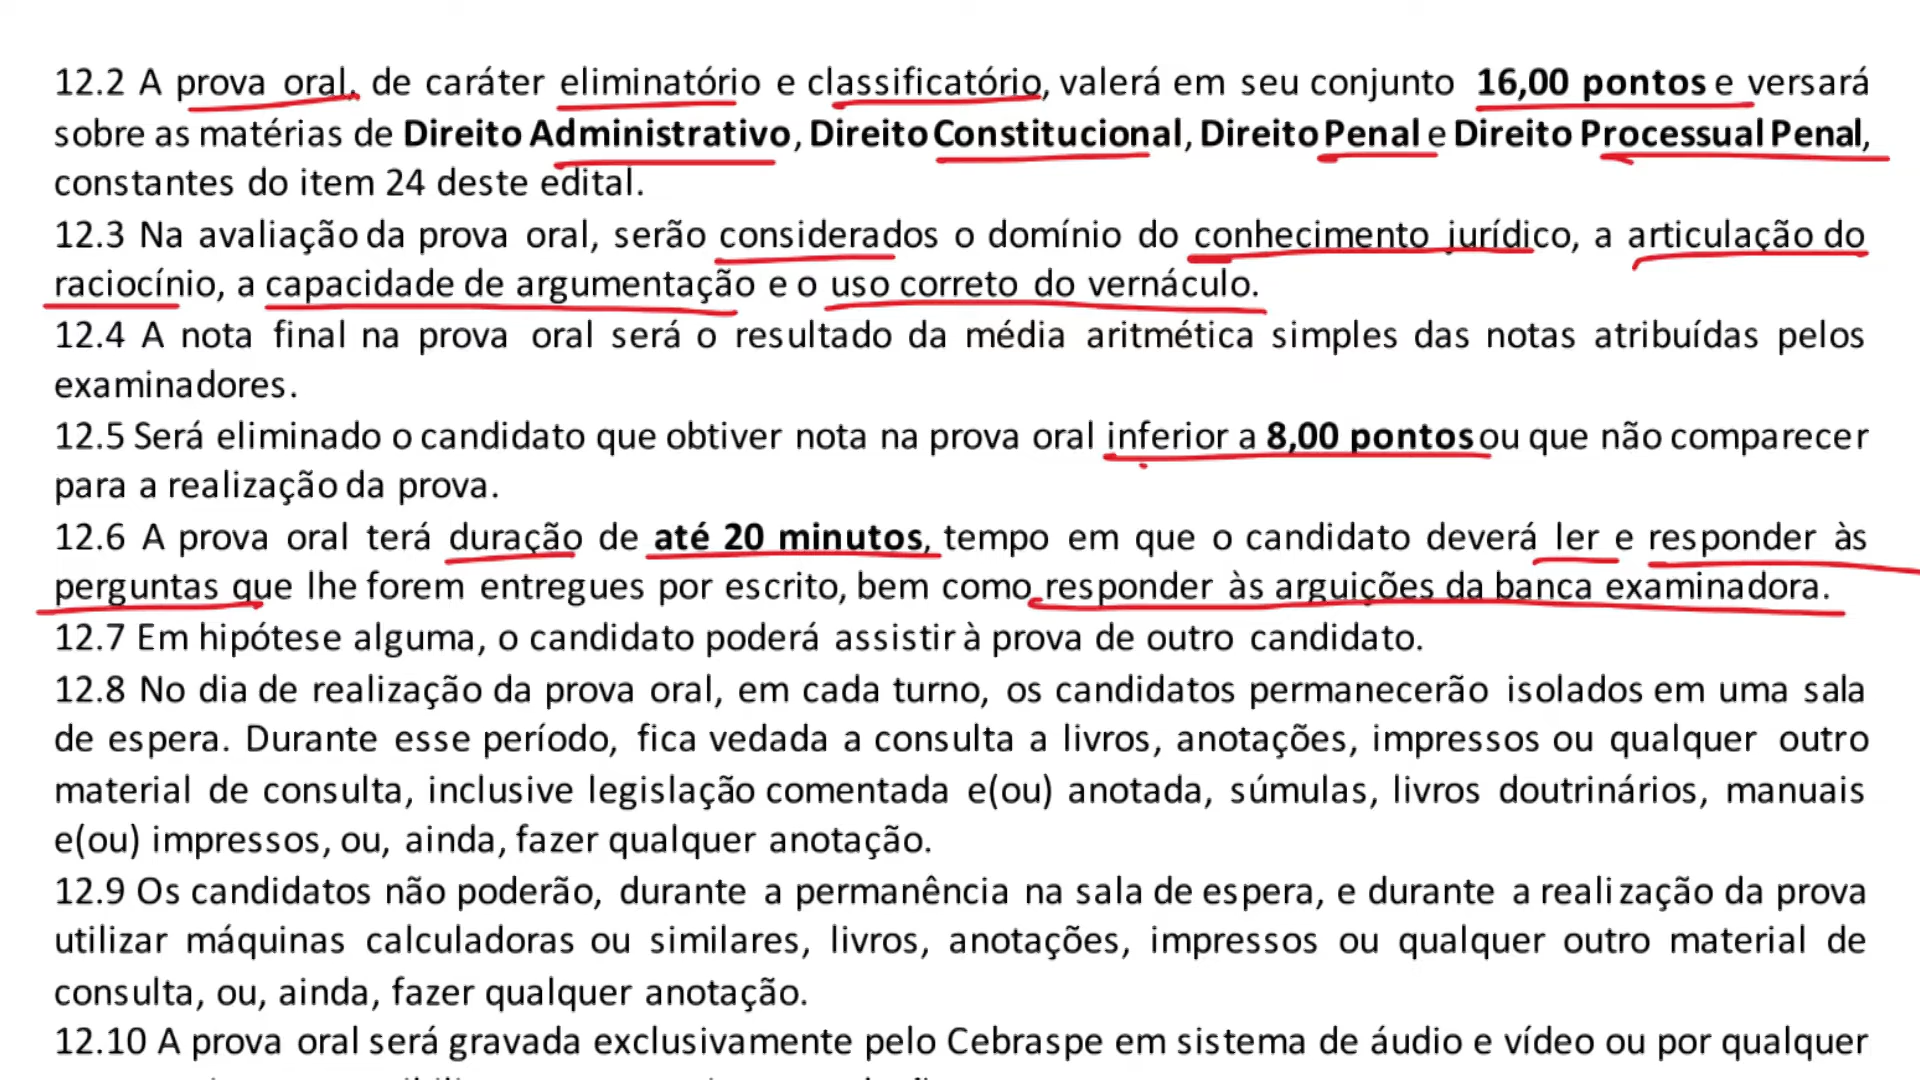 12.2 A prova oral, de caráter eliminatório e classificatório, valerá em seu conjunto 16,00 pontos e versará
sobre as matérias de Direito Administrativo, Direito Constitucional, Direito Penal e Direito Processual Penal,
constantes do item 24 deste edital.
12.3 Na avaliação da prova oral, serão considerados o domínio do conhecimento jurídico, a articulação do
raciocínio, a capacidade de argumentação e o uso correto do vernáculo.
12.4 A nota final na prova oral será o resultado da média aritmética simples das notas atribuídas pelos
examinadores.
12.5 Será eliminado o candidato que obtiver nota na prova oral inferior a 8,00 pontos ou que não comparecer
para a realização da prova.
12.6 A prova oral terá duração de até 20 minutos, tempo em que o candidato deverá ler e responder às
perguntas que lhe forem entregues por escrito, bem como responder às arguições da banca examinadora.
12.7 Em hipótese alguma, o candidato poderá assistir à prova de outro candidato.
12.8 No dia de realização da prova oral, em cada turno, os candidatos permanecerão isolados em uma sala
de espera. Durante esse período, fica vedada a consulta a livros, anotações, impressos ou qualquer outro
material de consulta, inclusive legislação comentada e(ou) anotada, súmulas, livros doutrinários, manuais
e(ou) impressos, ou, ainda, fazer qualquer anotação.
12.9 Os candidatos não poderão, durante a permanência na sala de espera, e durante a realização da prova
utilizar máquinas calculadoras ou similares, livros, anotações, impressos ou qualquer outro material de
consulta, ou, ainda, fazer qualquer anotação.
12.10 A prova oral será gravada exclusivamente pelo Cebraspe em sistema de áudio e vídeo ou por qualquer